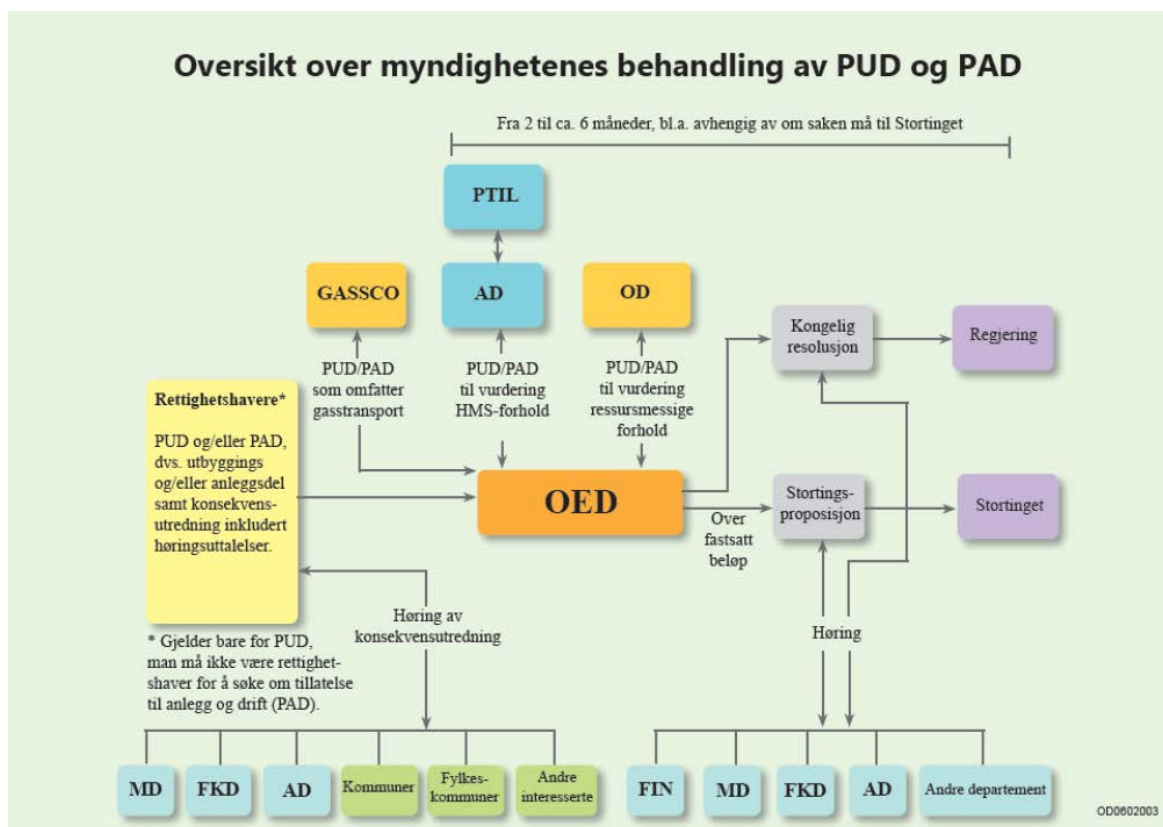 Oversikt over myndighetenes behandling av PUD og PAD
Fra 2 til ca. 6 måneder, bl.a. avhengig av om saken må til Stortinget
PTIL
GASSCO
AD
OD
Kongelig
resolusjon
Regjering
PUD/PAD
som omfatter
gasstransport
PUD/PAD
til vurdering
HMS-forhold
PUD/PAD
til vurdering
ressursmessige
forhold
Rettighetshavere*
PUD og/eller PAD,
dvs. utbyggings
og/eller anleggsdel
samt konsekvens-
utredning inkludert
høringsuttalelser.
OED
Over
fastsatt
beløp
Stortings-
proposisjon
Stortinget
Høring av
konsekvensutredning
Høring
* Gjelder bare for PUD,
man må ikke være rettighet-
shaver for å søke om tillatelse
til anlegg og drift (PAD).
MD
FKD
AD
Kommuner
Fylkes-
kommuner
Andre
interesserte
FIN
MD
FKD
AD
Andre departement
OD0602003